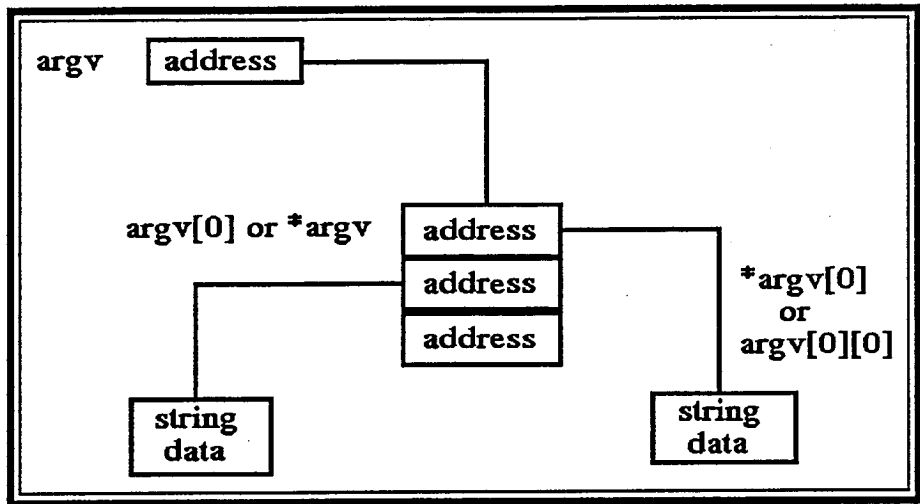 argv
address
argv[0] or *argv
address
address
address
*argv[0]
or
argv[0][0]
string
data
string
data